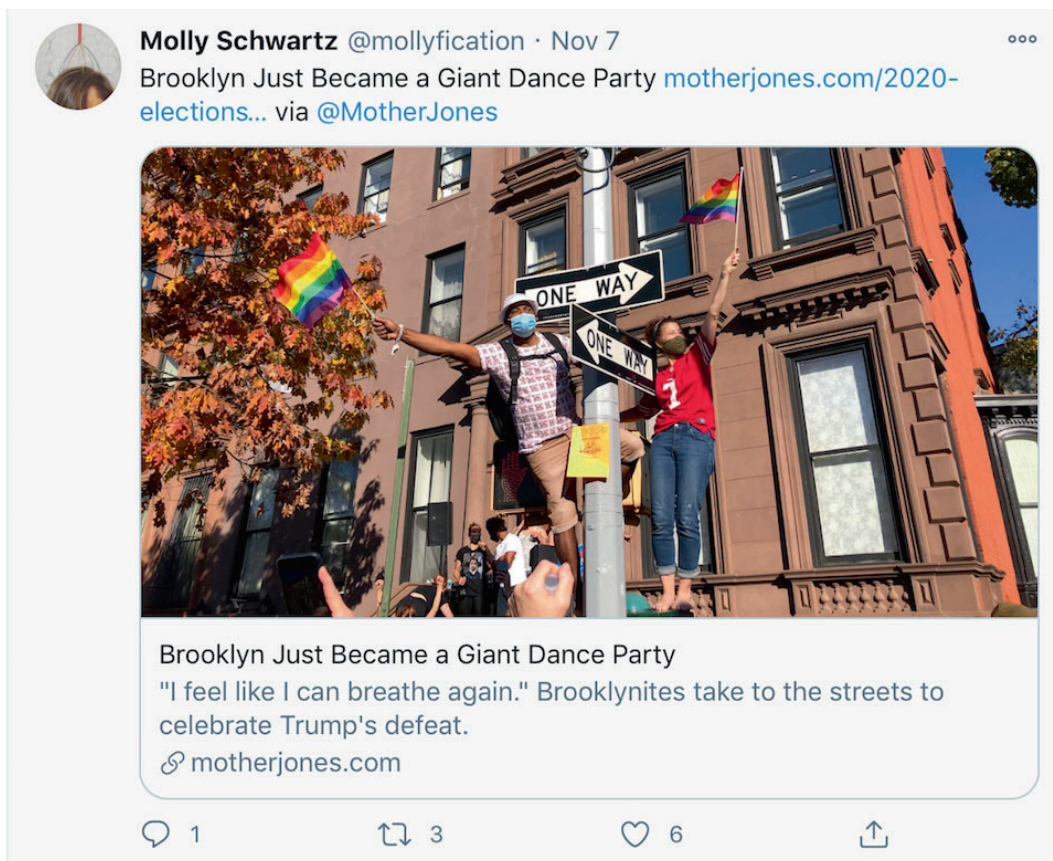 Molly Schwartz @mollyfication · Nov 7
Brooklyn Just Became a Giant Dance Party motherjones.com/2020-
elections... via @MotherJones
ONE WAY
ONE WAY
7
Brooklyn Just Became a Giant Dance Party
"I feel like I can breathe again." Brooklynites take to the streets to
celebrate Trump's defeat.
motherjones.com
1 3 6